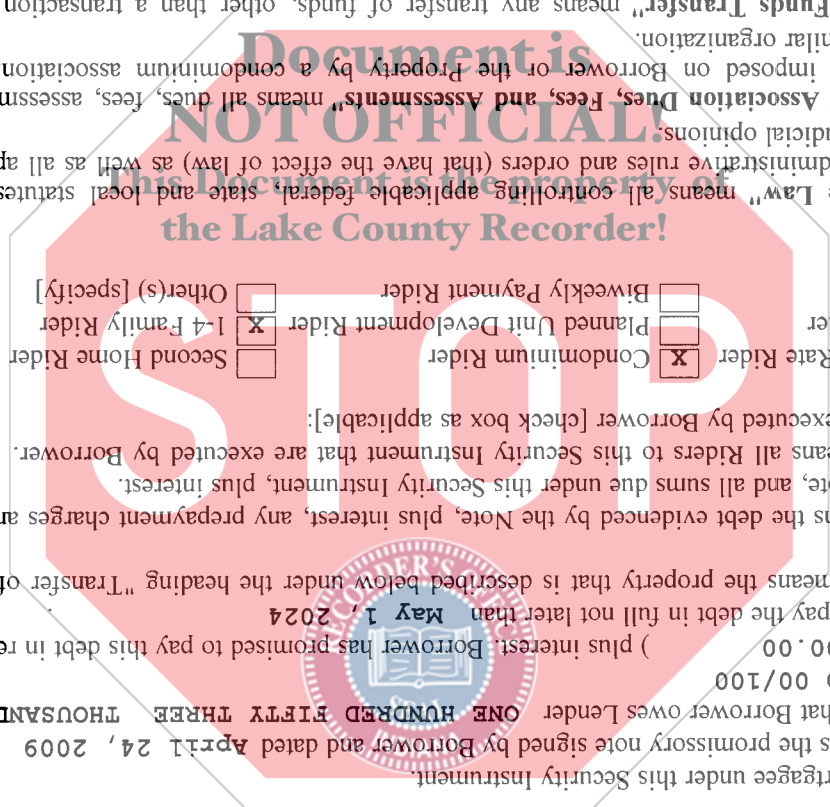 rtgagee under this Security Instrument.
s the promissory note signed by Borrower and dated April 24, 2009
hat Borrower owes Lender ONE HUNDRED FIFTY THREE THOUSAND
00/100
00.00 ) plus interest. Borrower has promised to pay this debt in re
pay the debt in full not later than May 1, 2024 .
means the property that is described below under the heading "Transfer of
ns the debt evidenced by the Note, plus interest, any prepayment charges an
ote, and all sums due under this Security Instrument, plus interest.
eans all Riders to this Security Instrument that are executed by Borrower.
executed by Borrower [check box as applicable]:
Rate Rider X Condominium Rider Second Home Rider
er Planned Unit Development Rider X 1-4 Family Rider
Biweekly Payment Rider Other(s) [specify]
e Law" means all controlling applicable federal, state and local statutes
dministrative rules and orders (that have the effect of law) as well as all ap
udicial opinions.
Association Dues, Fees, and Assessments" means all dues, fees, assessm
imposed on Borrower or the Property by a condominium association
milar organization.
Funds Transfer" means any transfer of funds, other than a transaction
Document is
NOT OFFICIAL!
This Document is the property of
the Lake County Recorder!
STOP
RECORDER'S OFFICE
SEAL
INDIANA